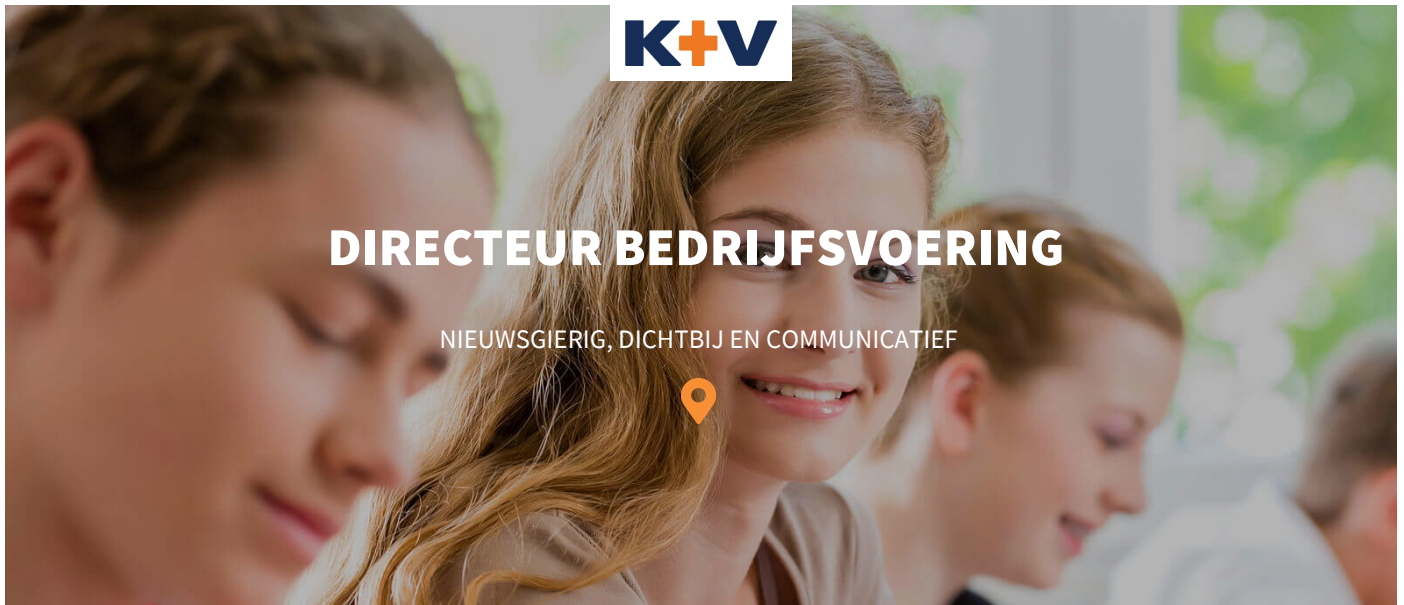 K+V
DIRECTEUR BEDRIJFSVOERING
NIEUWSGIERIG, DICHTBIJ EN COMMUNICATIEF